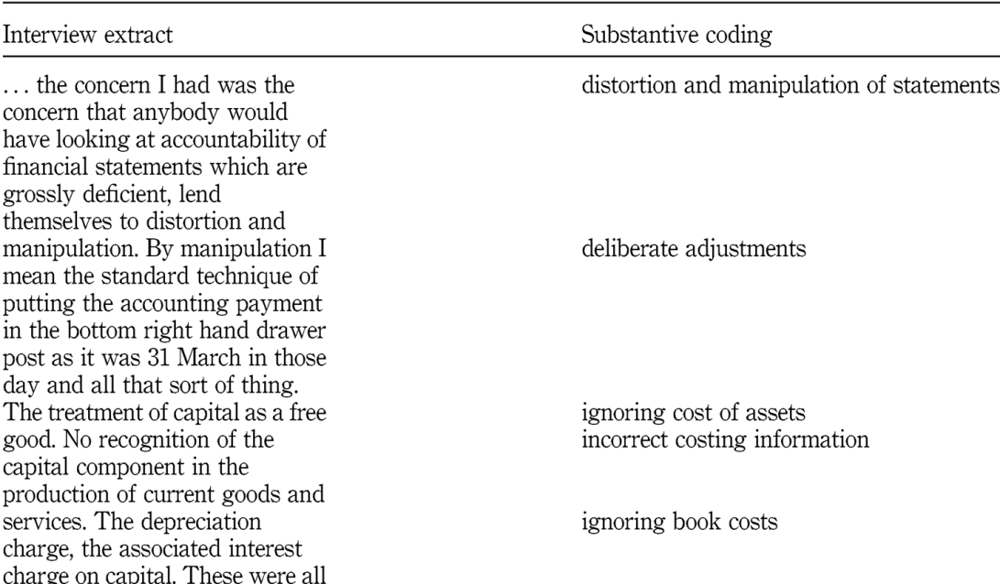 Interview extract Substantive coding
... the concern I had was the distortion and manipulation of statements
concern that anybody would
have looking at accountability of
financial statements which are
grossly deficient, lend
themselves to distortion and
manipulation. By manipulation I deliberate adjustments
mean the standard technique of
putting the accounting payment
in the bottom right hand drawer
post as it was 31 March in those
day and all that sort of thing.
The treatment of capital as a free ignoring cost of assets
good. No recognition of the incorrect costing information
capital component in the
production of current goods and
services. The depreciation ignoring book costs
charge, the associated interest
charge on capital. These were all